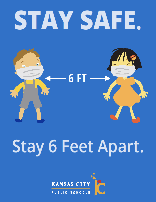 STAY SAFE.
6 FT
Stay 6 Feet Apart.
KANSAS CITY
PUBLIC SCHOOLS